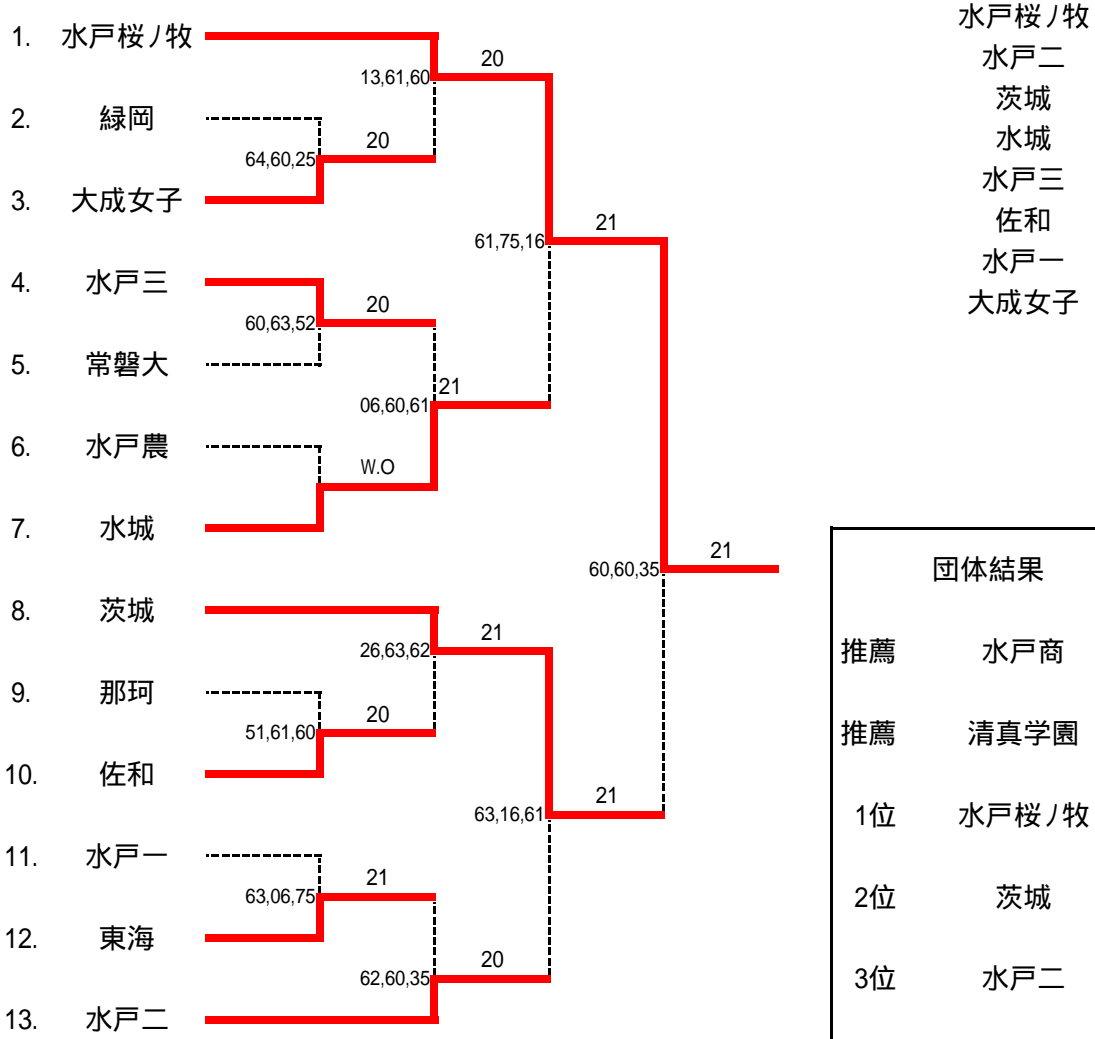 1. 水戸桜ノ牧
2. 緑岡
3. 大成女子
4. 水戸三
5. 常磐大
6. 水戸農
7. 水城
8. 茨城
9. 那珂
10. 佐和
11. 水戸一
12. 東海
13. 水戸二
64,60,25
20
60,63,52
20
W.O
51,61,60
20
63,06,75
21
13,61,60
20
06,60,61
21
26,63,62
21
62,60,35
20
61,75,16
21
63,16,61
21
60,60,35
21
水戸桜ノ牧
水戸二
茨城
水城
水戸三
佐和
水戸一
大成女子
団体結果
推薦 水戸商
推薦 清真学園
1位 水戸桜ノ牧
2位 茨城
3位 水戸二